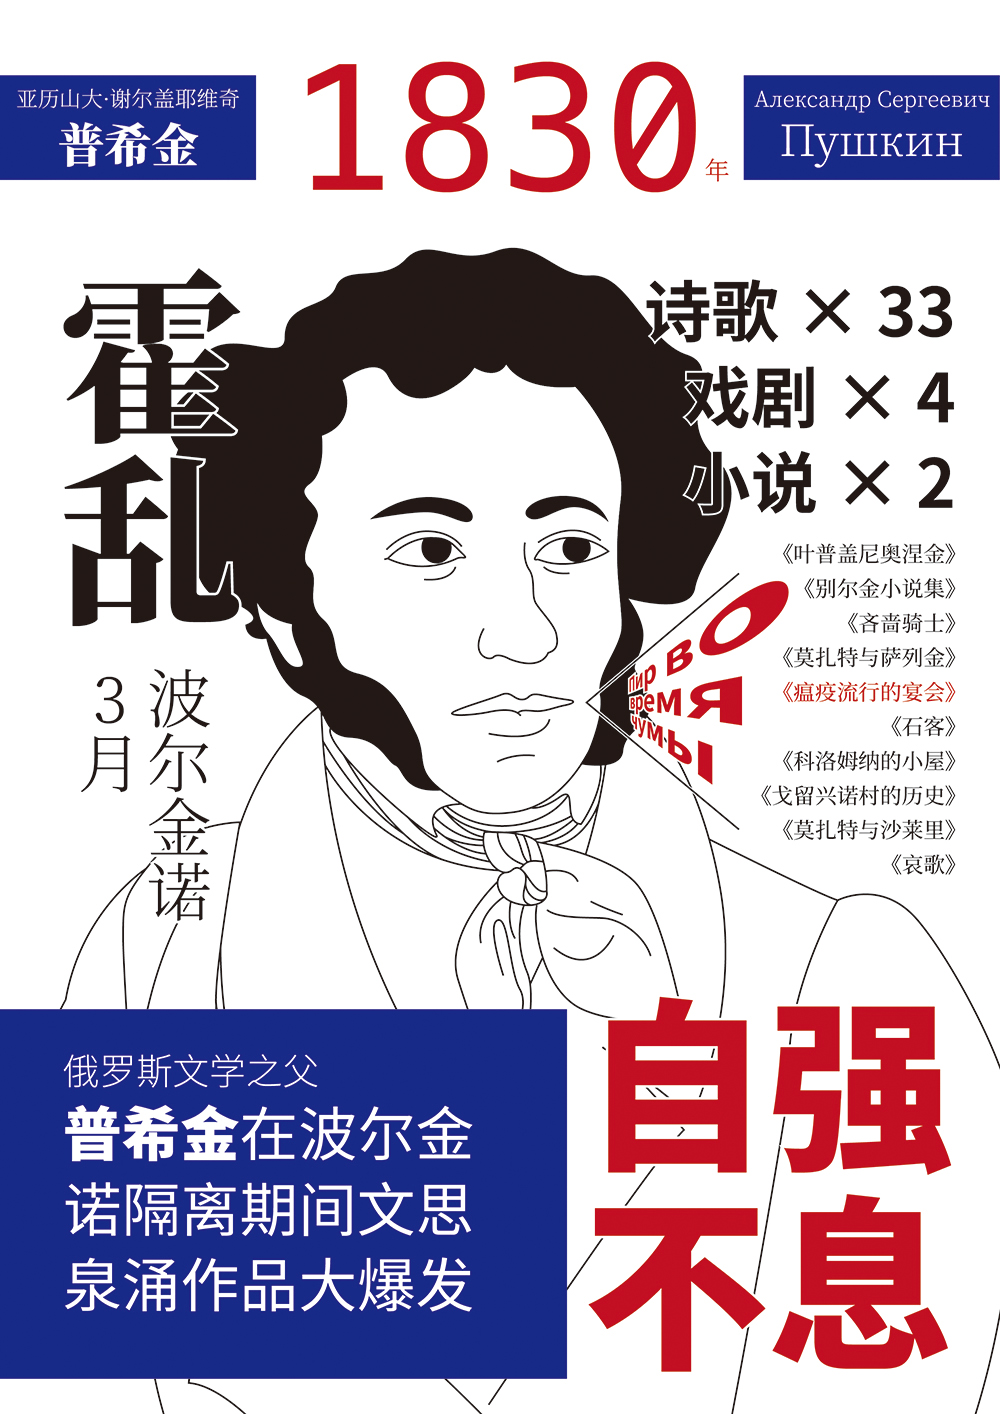 亚历山大·谢尔盖耶维奇
普希金
1830年
Александр Сергеевич
Пушкин
霍乱
3月
波尔金诺
诗歌 × 33
戏剧 × 4
小说 × 2
《叶普盖尼奥涅金》
《别尔金小说集》
《吝啬骑士》
《莫扎特与萨列金》
《瘟疫流行的宴会》
《石客》
《科洛姆纳的小屋》
《戈留兴诺村的历史》
《莫扎特与沙莱里》
《哀歌》
пир во
время
чумы
俄罗斯文学之父
普希金在波尔金
诺隔离期间文思
泉涌作品大爆发
自强
不息